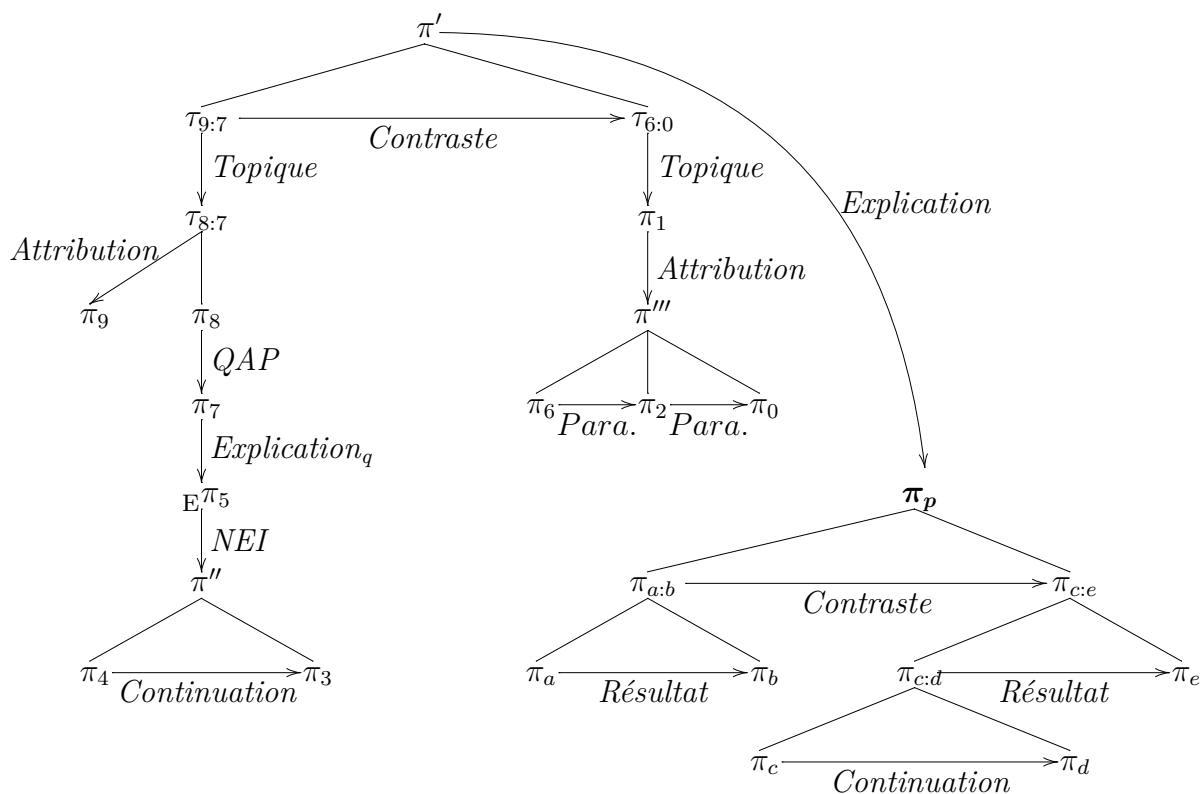 π′
τ9:7 Contraste τ6:0
Topique Topique
τ8:7 π1 Explication
Attribution Attribution
π9 π8 π‴
QAP
π7 π6 Para. π2 Para. π0
Explicationq
Eπ5 πp
NEI
π″ πa:b Contraste πc:e
π4 Continuation π3 πa Résultat πb πc:d Résultat πe
πc Continuation πd